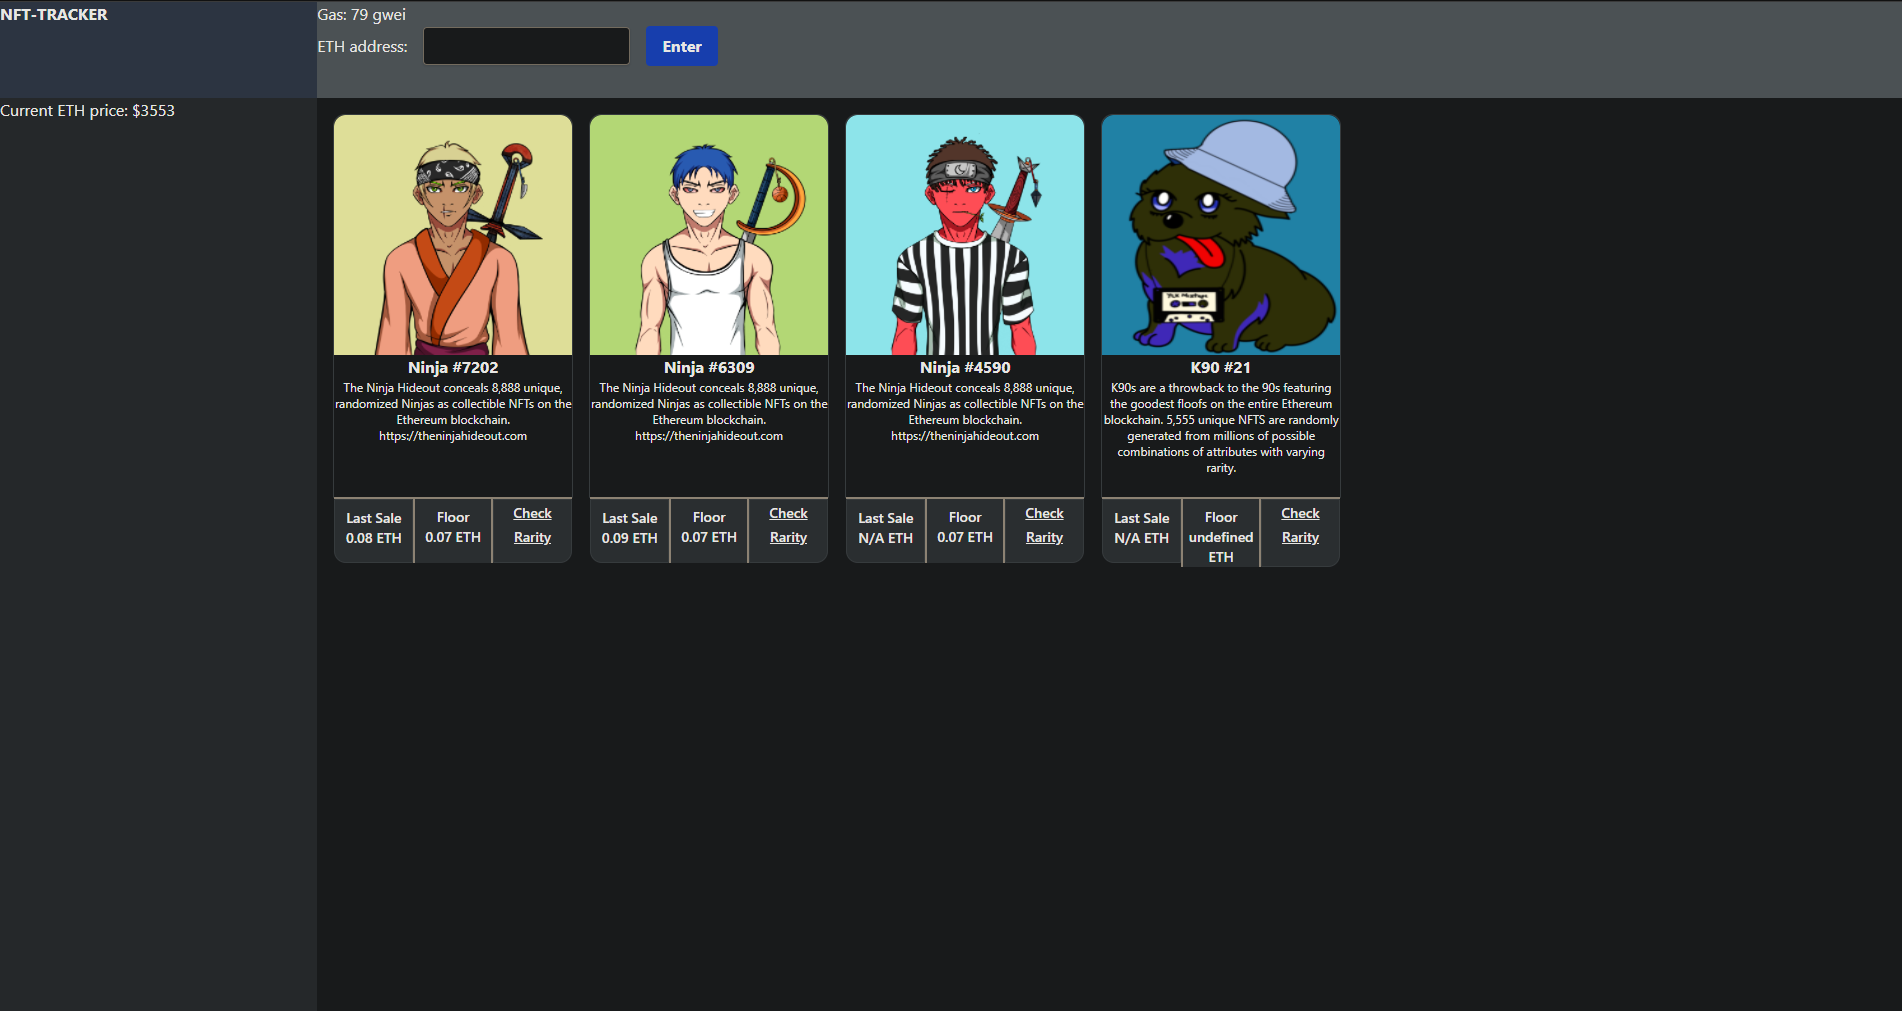 NFT-TRACKER
Gas: 79 gwei
ETH address:
Enter
Current ETH price: $3553
Ninja #7202
The Ninja Hideout conceals 8,888 unique,
randomized Ninjas as collectible NFTs on the
Ethereum blockchain.
https://theninjahideout.com
Last Sale
0.08 ETH
Floor
0.07 ETH
Check
Rarity
Ninja #6309
The Ninja Hideout conceals 8,888 unique,
randomized Ninjas as collectible NFTs on the
Ethereum blockchain.
https://theninjahideout.com
Last Sale
0.09 ETH
Floor
0.07 ETH
Check
Rarity
Ninja #4590
The Ninja Hideout conceals 8,888 unique,
randomized Ninjas as collectible NFTs on the
Ethereum blockchain.
https://theninjahideout.com
Last Sale
N/A ETH
Floor
0.07 ETH
Check
Rarity
K90 #21
K90s are a throwback to the 90s featuring
the goodest floofs on the entire Ethereum
blockchain. 5,555 unique NFTS are randomly
generated from millions of possible
combinations of attributes with varying
rarity.
Last Sale
N/A ETH
Floor
undefined
ETH
Check
Rarity